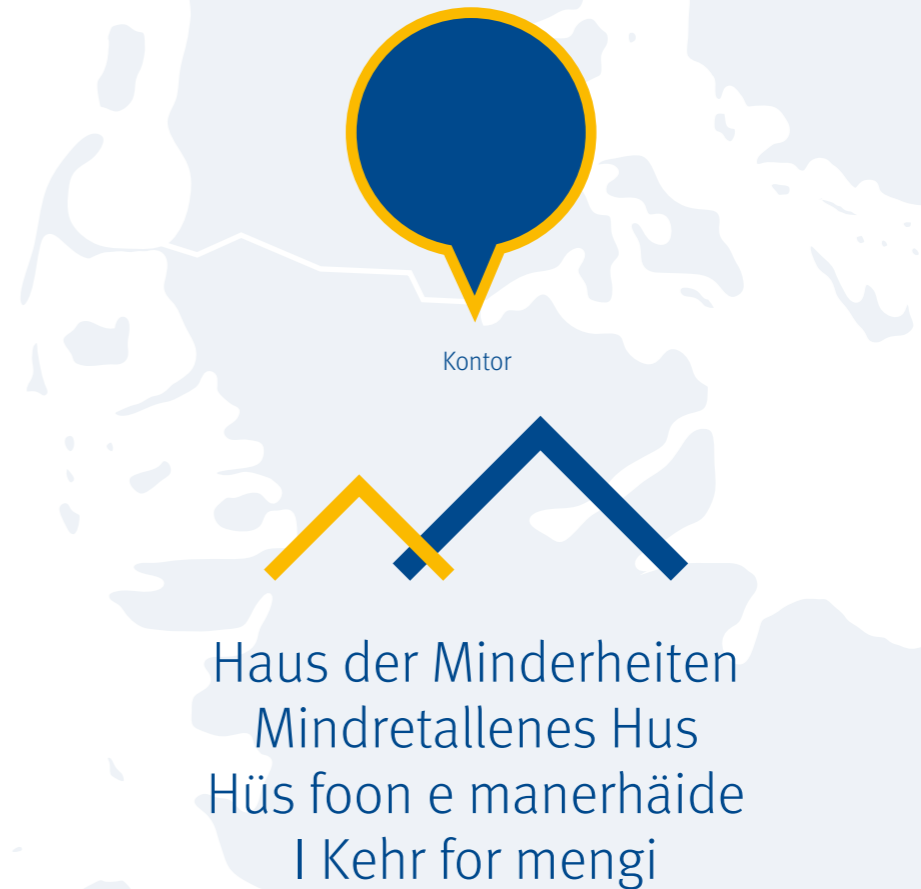 Kontor
Haus der Minderheiten
Mindretallenes Hus
Hüs foon e manerhäide
I Kehr for mengi